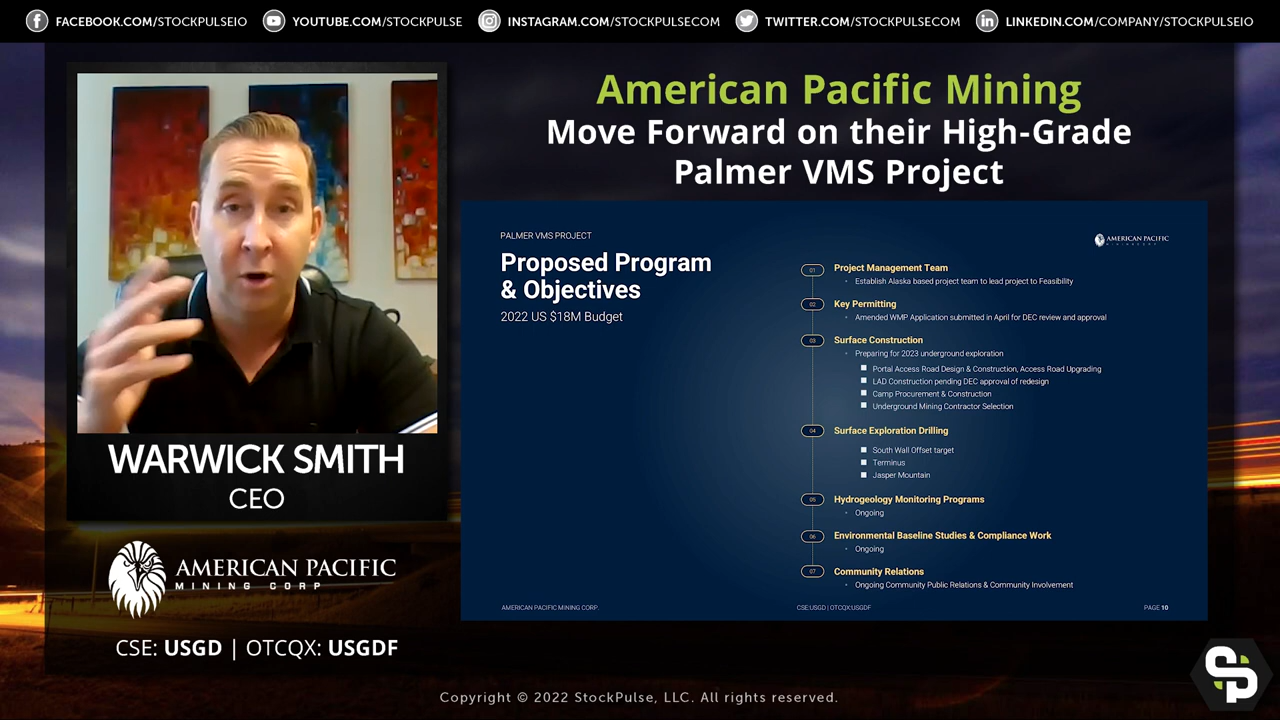 FACEBOOK.COM/STOCKPULSEIO
YOUTUBE.COM/STOCKPULSE
INSTAGRAM.COM/STOCKPULSECOM
TWITTER.COM/STOCKPULSECOM
LINKEDIN.COM/COMPANY/STOCKPULSEIO
American Pacific Mining
Move Forward on their High-Grade
Palmer VMS Project
WARWICK SMITH
CEO
AMERICAN PACIFIC
MINING CORP
CSE: USGD | OTCQX: USGDF
PALMER VMS PROJECT
Proposed Program
& Objectives
2022 US $18M Budget
AMERICAN PACIFIC
01
Project Management Team
Establish Alaska based project team to lead project to Feasibility
02
Key Permitting
Amended WMP Application submitted in April for DEC review and approval
03
Surface Construction
Preparing for 2023 underground exploration
Portal Access Road Design & Construction, Access Road Upgrading
LAD Construction pending DEC approval of redesign
Camp Procurement & Construction
Underground Mining Contractor Selection
04
Surface Exploration Drilling
South Wall Offset target
Terminus
Jasper Mountain
05
Hydrogeology Monitoring Programs
Ongoing
06
Environmental Baseline Studies & Compliance Work
Ongoing
07
Community Relations
Ongoing Community Public Relations & Community Involvement
AMERICAN PACIFIC MINING CORP.
CSE:USGD | OTCQX:USGDF
PAGE 10
SP
Copyright © 2022 StockPulse, LLC. All rights reserved.